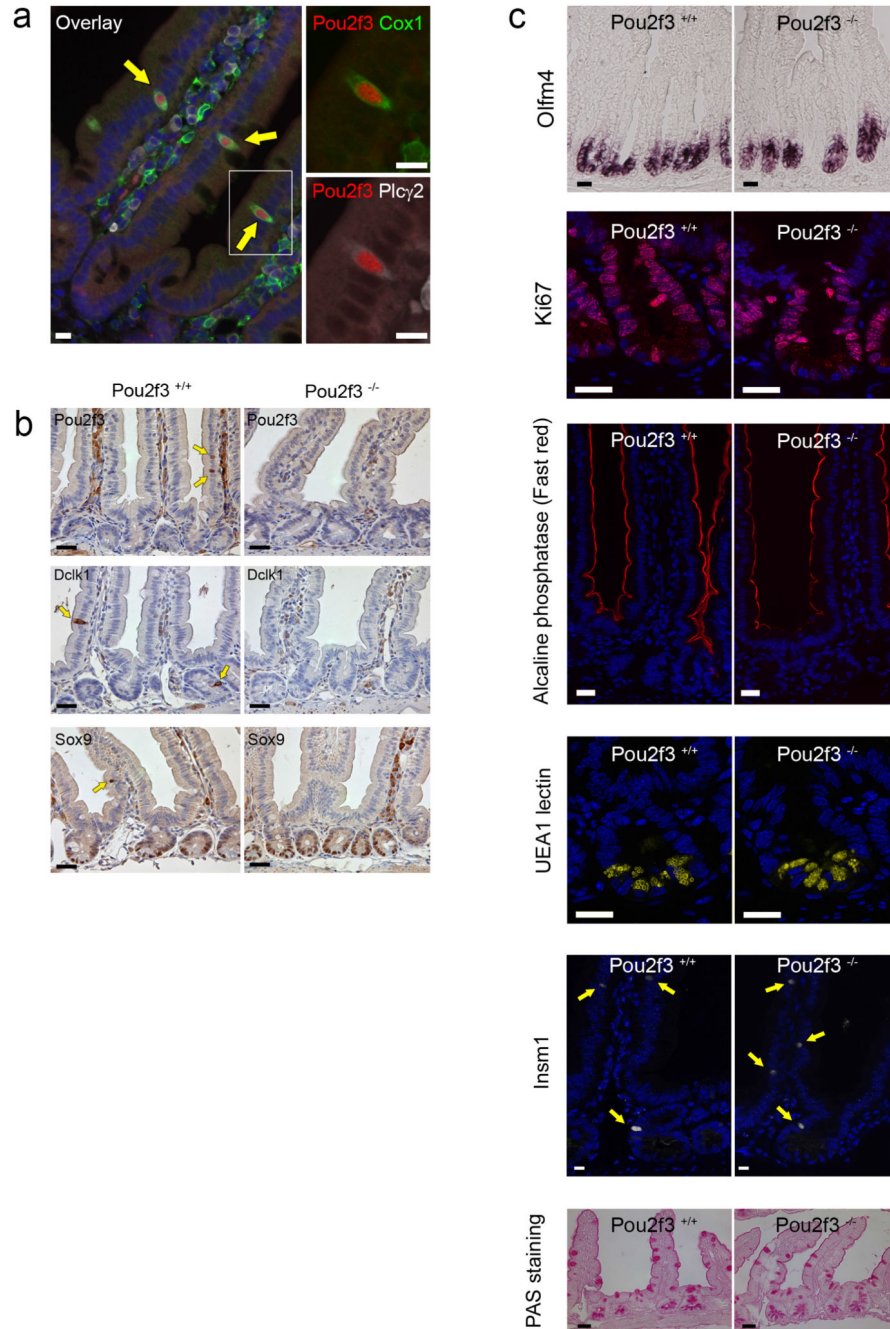 a
Overlay
Pou2f3 Cox1
Pou2f3 Plcγ2
b
Pou2f3 +/+
Pou2f3 -/-
Pou2f3
Pou2f3
Dclk1
Dclk1
Sox9
Sox9
c
Olfm4
Pou2f3 +/+
Pou2f3 -/-
Ki67
Pou2f3 +/+
Pou2f3 -/-
Alcaline phosphatase (Fast red)
Pou2f3 +/+
Pou2f3 -/-
UEA1 lectin
Pou2f3 +/+
Pou2f3 -/-
Insm1
Pou2f3 +/+
Pou2f3 -/-
PAS staining
Pou2f3 +/+
Pou2f3 -/-